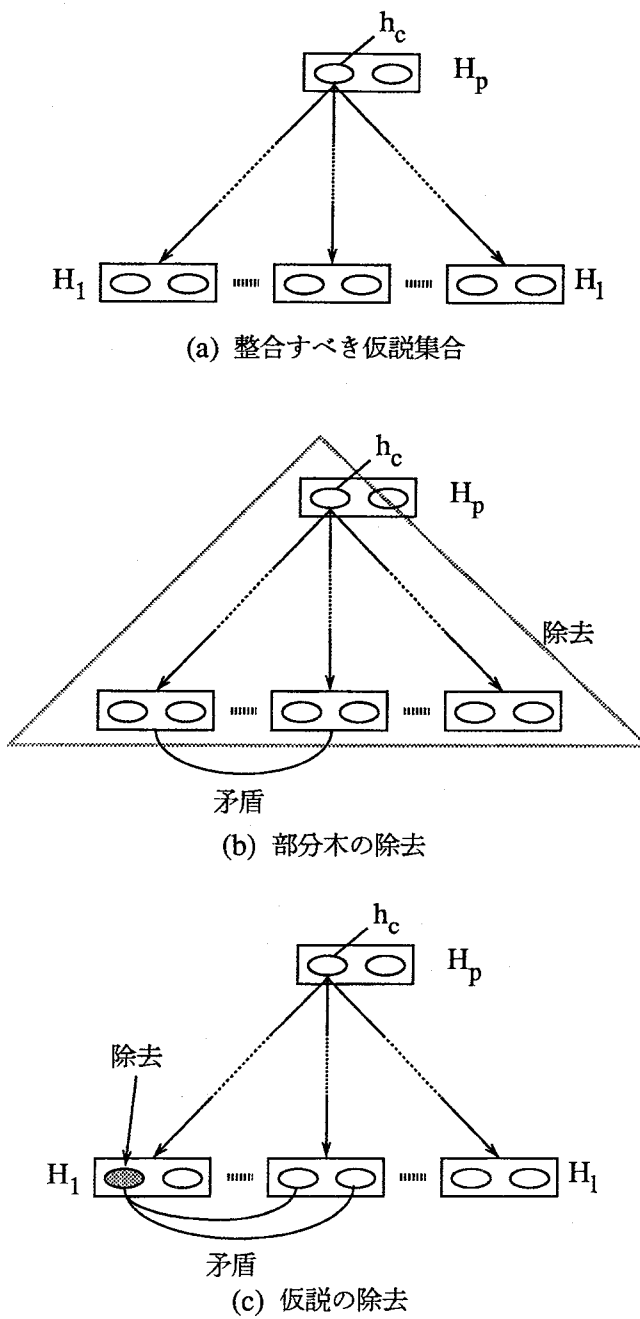 h_c
H_p
H_1
H_l
(a) 整合すべき仮説集合
h_c
H_p
除去
矛盾
(b) 部分木の除去
h_c
H_p
除去
H_1
H_l
矛盾
(c) 仮説の除去